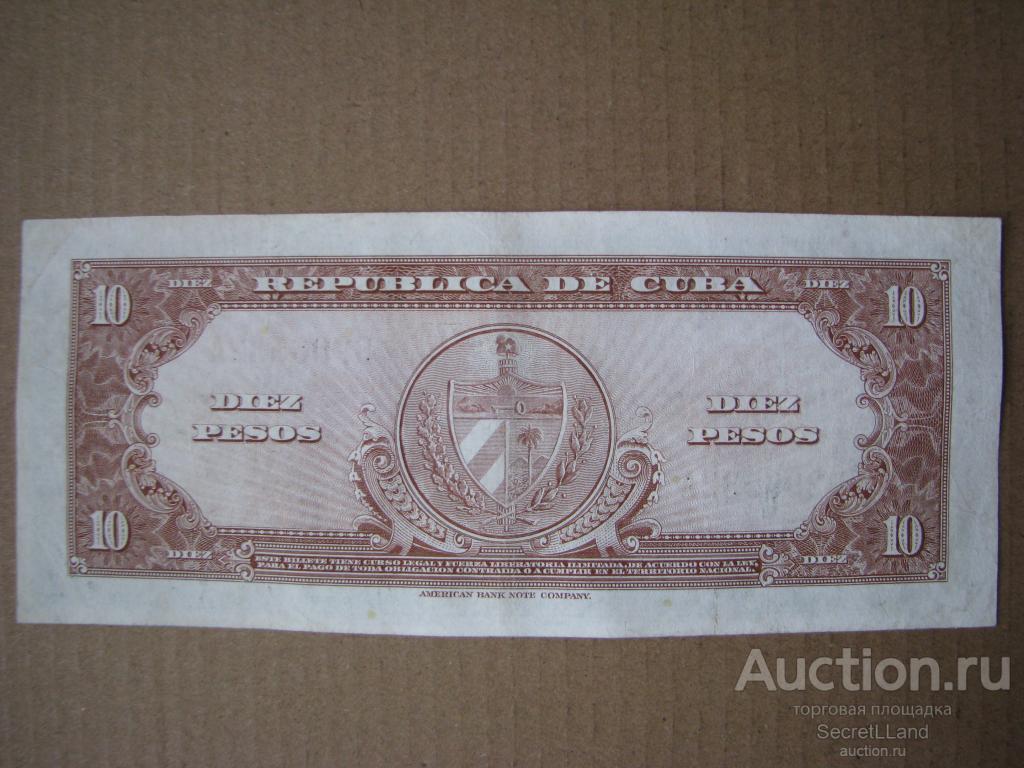 REPUBLICA DE CUBA
10 DIEZ DIEZ 10
DIEZ
PESOS
DIEZ
PESOS
10 DIEZ DIEZ 10
ESTE BILLETE TIENE CURSO LEGAL Y FUERZA LIBERATORIA ILIMITADA, DE ACUERDO CON LA LEY,
PARA EL PAGO DE TODA OBLIGACION CONTRAIDA O A CUMPLIR EN EL TERRITORIO NACIONAL
AMERICAN BANK NOTE COMPANY.
Auction.ru
торговая площадка
SecretLLand
auction.ru